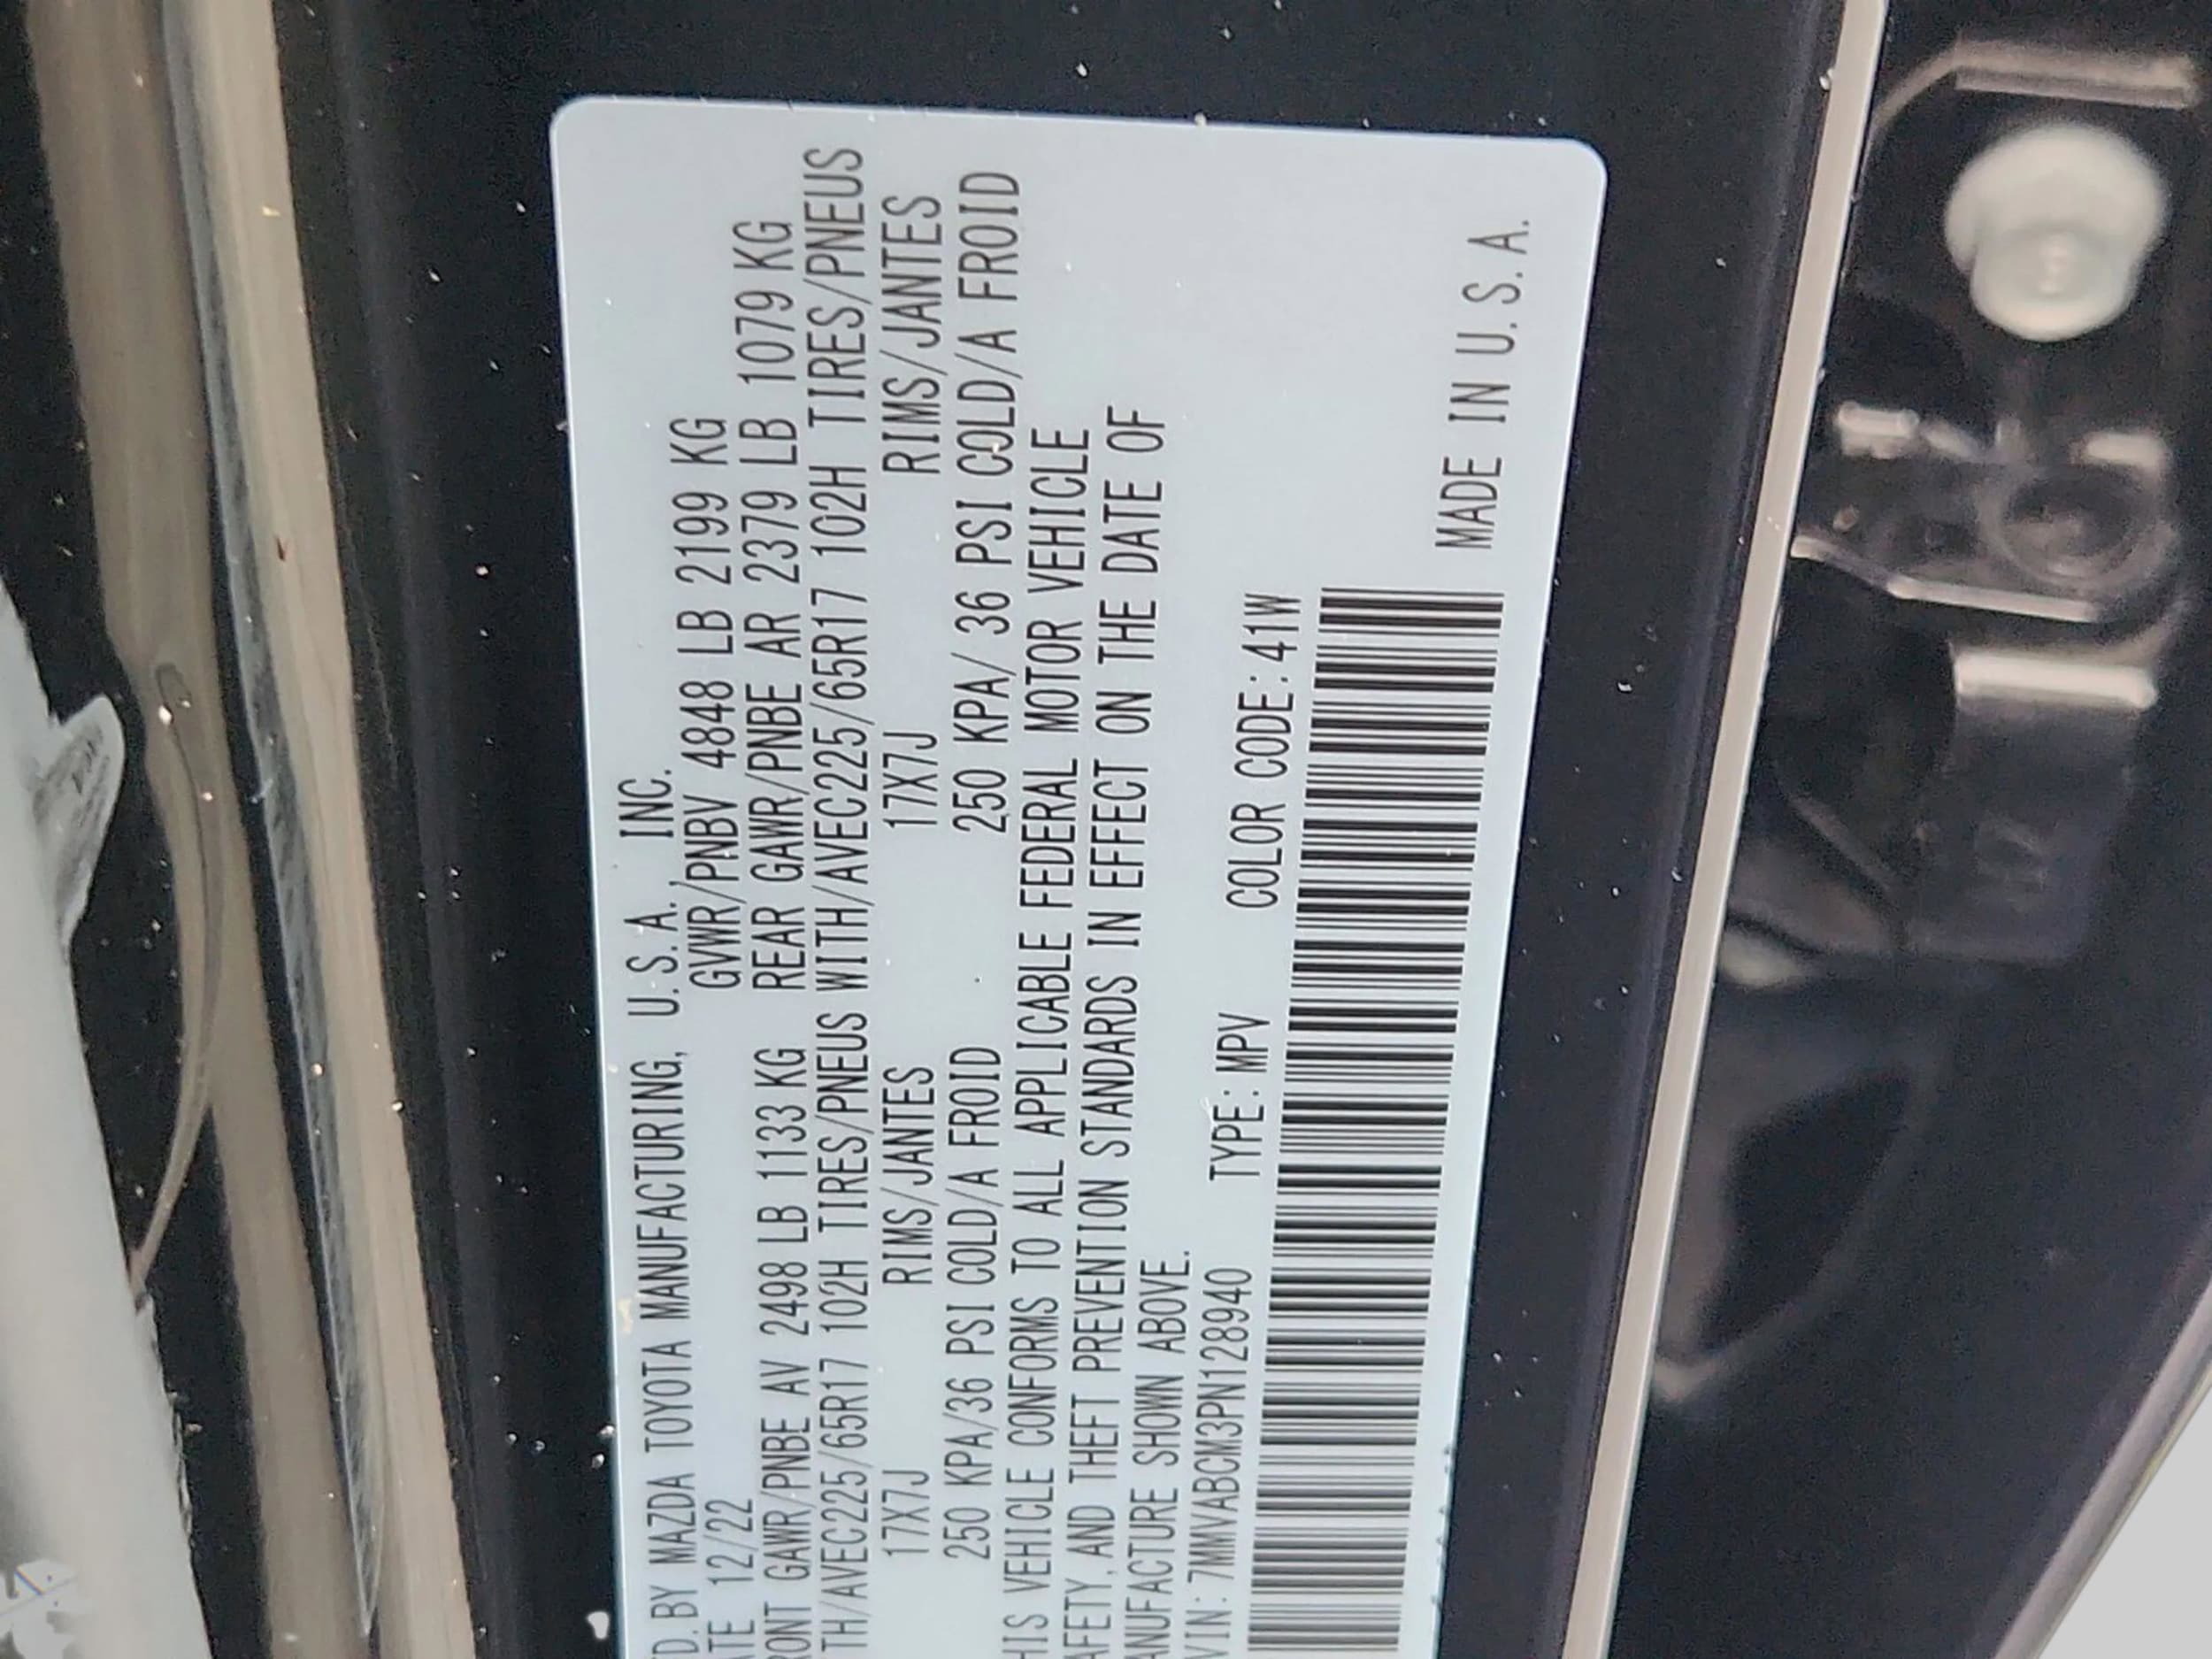 D. BY MAZDA TOYOTA MANUFACTURING, U.S.A., INC.
ATE 12/22 GVWR/PNBV 4848 LB 2199 KG
RONT GAWR/PNBE AV 2498 LB 1133 KG REAR GAWR/PNBE AR 2379 LB 1079 KG
TH/AVEC225/65R17 102H TIRES/PNEUS WITH/AVEC225/65R17 102H TIRES/PNEUS
17X7J RIMS/JANTES 17X7J RIMS/JANTES
250 KPA/36 PSI COLD/A FROID 250 KPA/ 36 PSI COLD/A FROID
HIS VEHICLE CONFORMS TO ALL APPLICABLE FEDERAL MOTOR VEHICLE
AFETY, AND THEFT PREVENTION STANDARDS IN EFFECT ON THE DATE OF
ANUFACTURE SHOWN ABOVE.
VIN: 7MMVABCM3PN128940 TYPE: MPV COLOR CODE: 41W
MADE IN U.S.A.